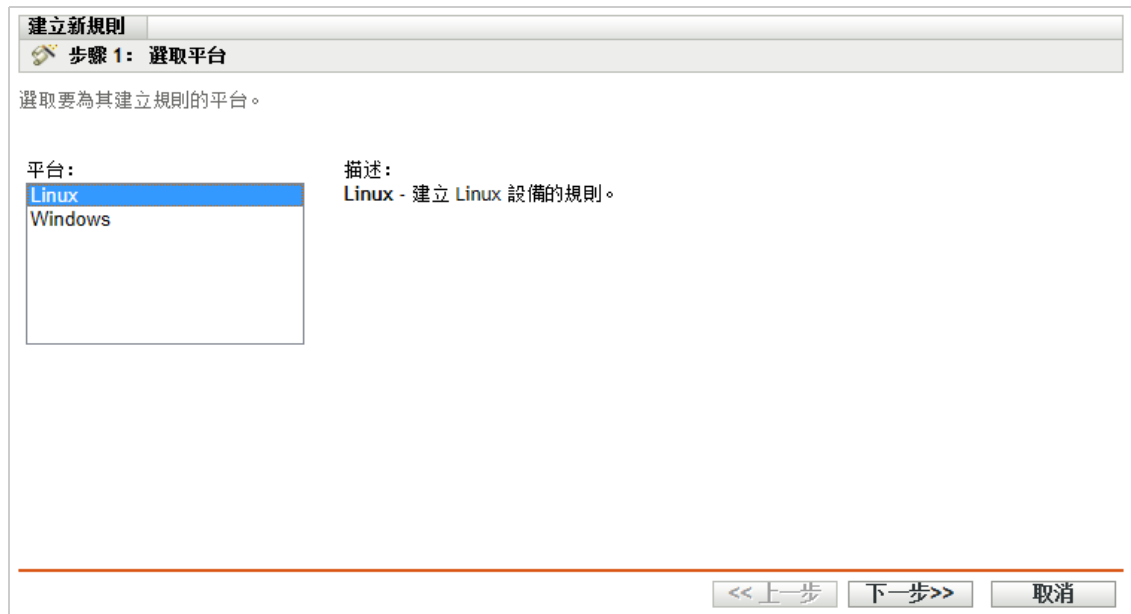 建立新規則
步驟 1： 選取平台
選取要為其建立規則的平台。
平台：
Linux
Windows
描述：
Linux - 建立 Linux 設備的規則。
<< 上一步
下一步>>
取消